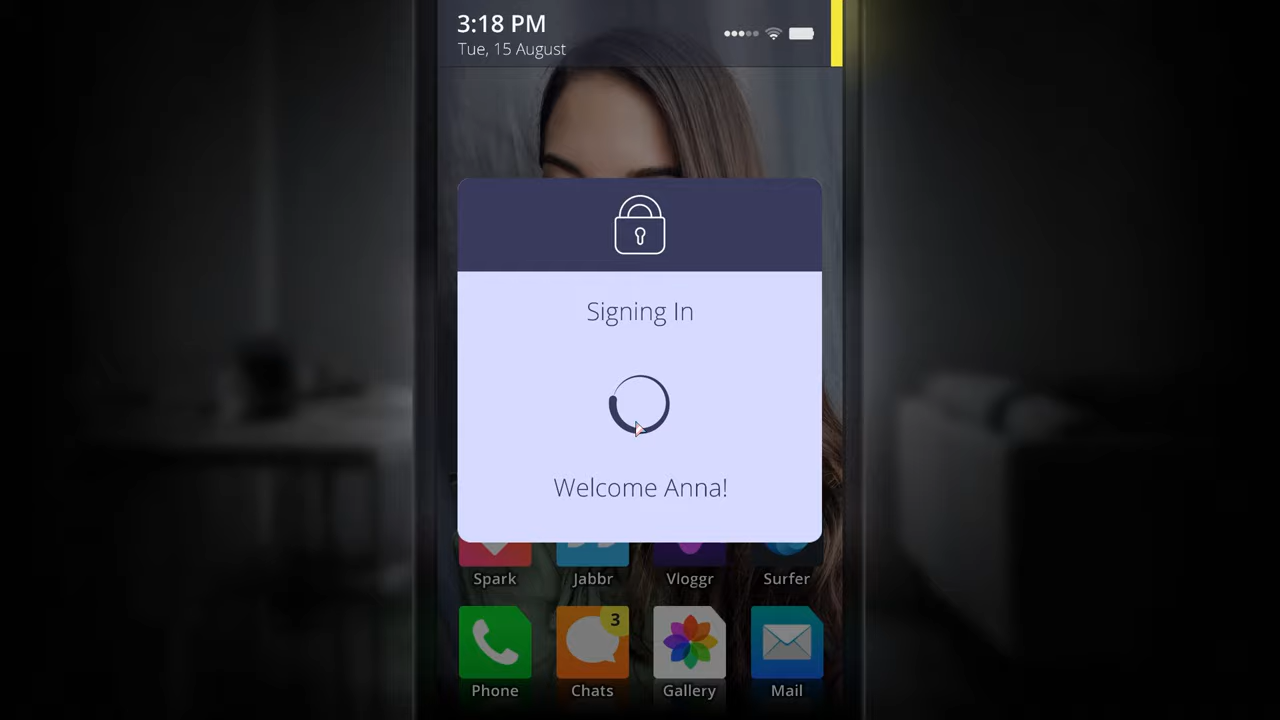 3:18 PM
Tue, 15 August
Signing In
Welcome Anna!
Spark Jabbr Vloggr Surfer
3
Phone Chats Gallery Mail